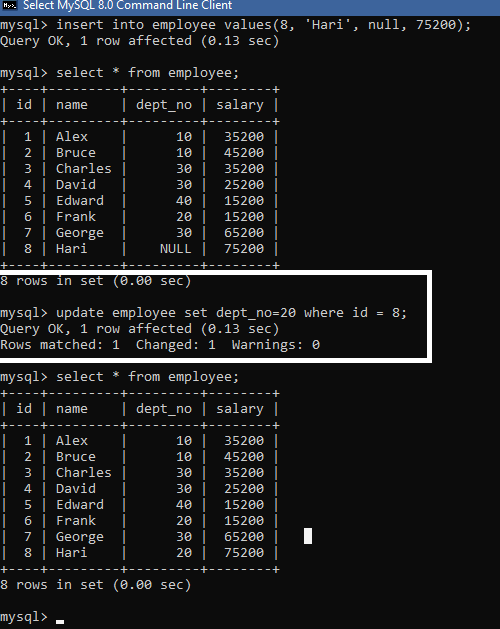 Select MySQL 8.0 Command Line Client
mysql> insert into employee values(8, 'Hari', null, 75200);
Query OK, 1 row affected (0.13 sec)
mysql> select * from employee;
+----+---------+---------+--------+
| id | name    | dept_no | salary |
+----+---------+---------+--------+
|  1 | Alex    |      10 |  35200 |
|  2 | Bruce   |      10 |  45200 |
|  3 | Charles |      30 |  35200 |
|  4 | David   |      30 |  25200 |
|  5 | Edward  |      40 |  15200 |
|  6 | Frank   |      20 |  15200 |
|  7 | George  |      30 |  65200 |
|  8 | Hari    |    NULL |  75200 |
+----+---------+---------+--------+
8 rows in set (0.00 sec)
mysql> update employee set dept_no=20 where id = 8;
Query OK, 1 row affected (0.13 sec)
Rows matched: 1  Changed: 1  Warnings: 0
mysql> select * from employee;
+----+---------+---------+--------+
| id | name    | dept_no | salary |
+----+---------+---------+--------+
|  1 | Alex    |      10 |  35200 |
|  2 | Bruce   |      10 |  45200 |
|  3 | Charles |      30 |  35200 |
|  4 | David   |      30 |  25200 |
|  5 | Edward  |      40 |  15200 |
|  6 | Frank   |      20 |  15200 |
|  7 | George  |      30 |  65200 |
|  8 | Hari    |      20 |  75200 |
+----+---------+---------+--------+
8 rows in set (0.00 sec)
mysql>